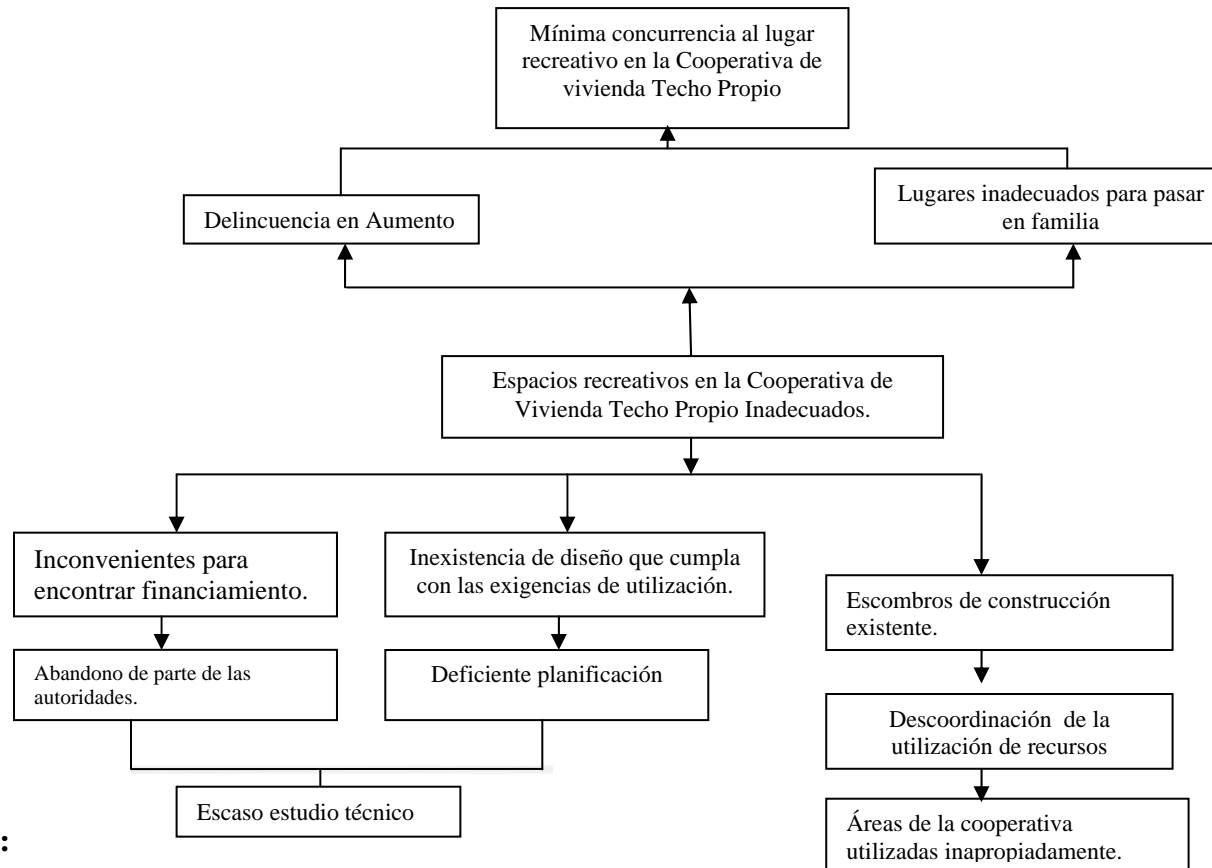 Mínima concurrencia al lugar
recreativo en la Cooperativa de
vivienda Techo Propio
Delincuencia en Aumento
Lugares inadecuados para pasar
en familia
Espacios recreativos en la Cooperativa de
Vivienda Techo Propio Inadecuados.
Inconvenientes para
encontrar financiamiento.
Inexistencia de diseño que cumpla
con las exigencias de utilización.
Escombros de construcción
existente.
Abandono de parte de las
autoridades.
Deficiente planificación
Descoordinación de la
utilización de recursos
Escaso estudio técnico
Áreas de la cooperativa
utilizadas inapropiadamente.
: